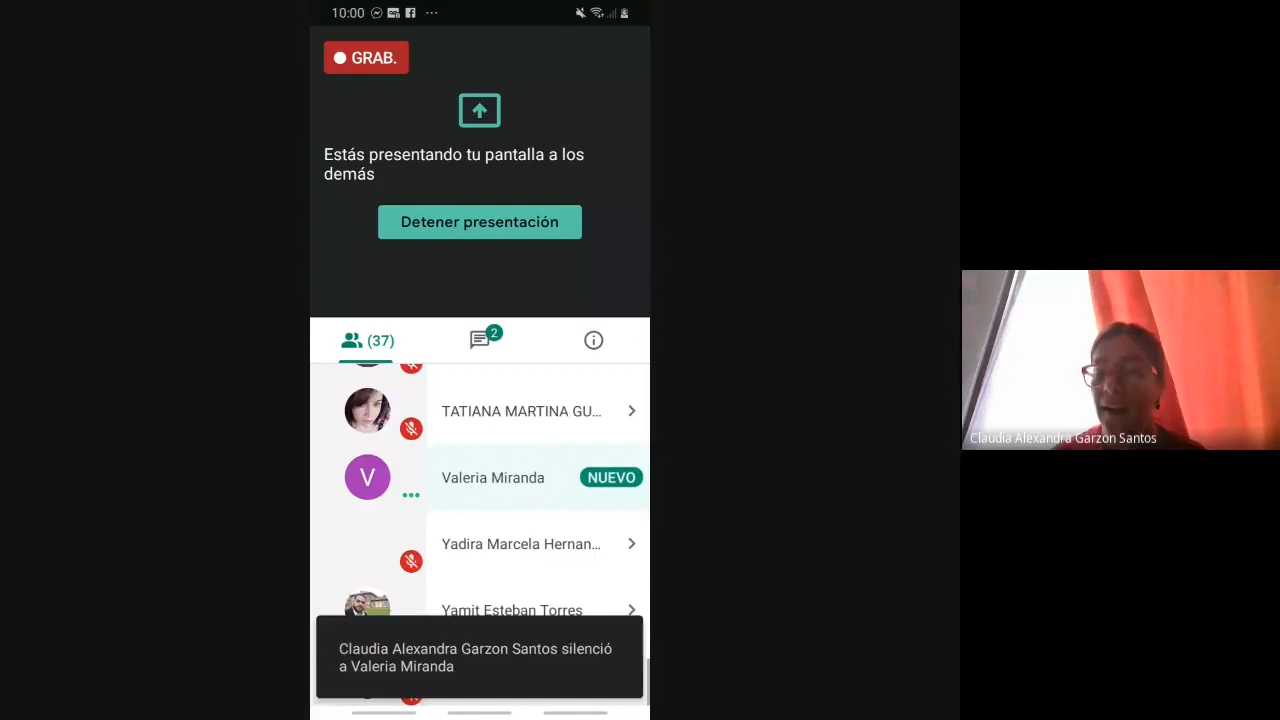 10:00
GRAB.
Estás presentando tu pantalla a los
demás
Detener presentación
(37)
2
TATIANA MARTINA GU...
V
Valeria Miranda
NUEVO
Yadira Marcela Hernan...
Yamit Esteban Torres
Claudia Alexandra Garzon Santos silenció
a Valeria Miranda
Claudia Alexandra Garzon Santos